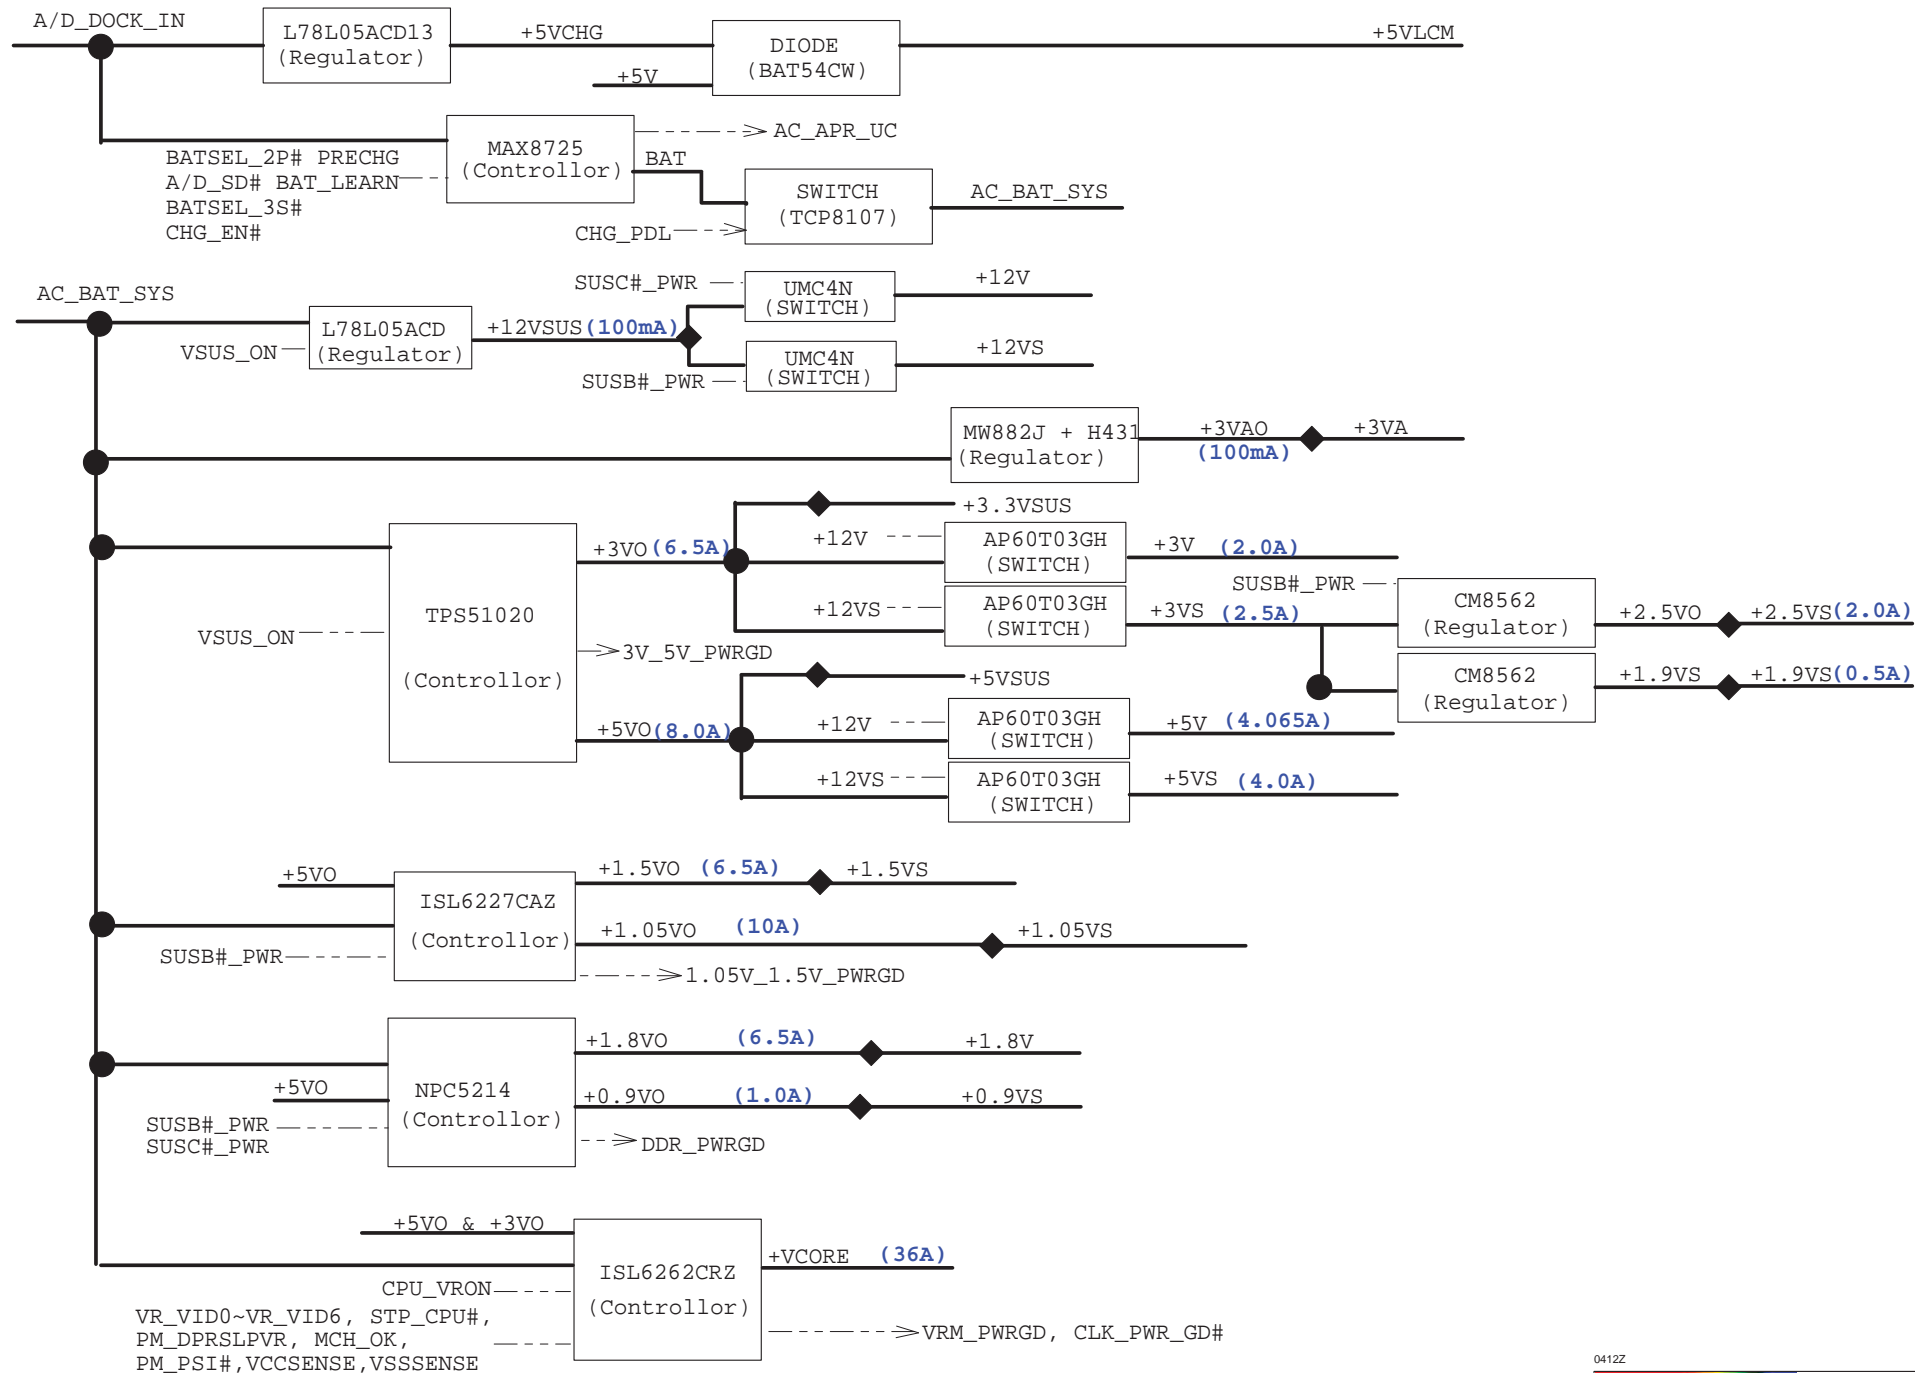 A/D_DOCK_IN
L78L05ACD13
(Regulator)
+5VCHG
+5V
DIODE
(BAT54CW)
+5VLCM
MAX8725
(Controllor)
AC_APR_UC
BATSEL_2P# PRECHG
A/D_SD# BAT_LEARN
BATSEL_3S#
CHG_EN#
BAT
SWITCH
(TCP8107)
AC_BAT_SYS
CHG_PDL
AC_BAT_SYS
L78L05ACD
(Regulator)
VSUS_ON
+12VSUS(100mA)
SUSC#_PWR
UMC4N
(SWITCH)
+12V
UMC4N
(SWITCH)
+12VS
SUSB#_PWR
MW882J + H431
(Regulator)
+3VAO
(100mA)
+3VA
TPS51020
(Controllor)
VSUS_ON
+3VO(6.5A)
+3.3VSUS
+12V
AP60T03GH
(SWITCH)
+3V (2.0A)
+12VS
AP60T03GH
(SWITCH)
+3VS (2.5A)
SUSB#_PWR
CM8562
(Regulator)
+2.5VO
+2.5VS(2.0A)
CM8562
(Regulator)
+1.9VS
+1.9VS(0.5A)
3V_5V_PWRGD
+5VO(8.0A)
+5VSUS
+12V
AP60T03GH
(SWITCH)
+5V (4.065A)
+12VS
AP60T03GH
(SWITCH)
+5VS (4.0A)
+5VO
ISL6227CAZ
(Controllor)
SUSB#_PWR
+1.5VO (6.5A)
+1.5VS
+1.05VO (10A)
+1.05VS
1.05V_1.5V_PWRGD
NPC5214
(Controllor)
+5VO
SUSB#_PWR
SUSC#_PWR
+1.8VO (6.5A)
+1.8V
+0.9VO (1.0A)
+0.9VS
DDR_PWRGD
+5VO & +3VO
ISL6262CRZ
(Controllor)
+VCORE (36A)
CPU_VRON
VR_VID0~VR_VID6, STP_CPU#,
PM_DPRSLPVR, MCH_OK,
PM_PSI#,VCCSENSE,VSSSENSE
VRM_PWRGD, CLK_PWR_GD#
0412Z